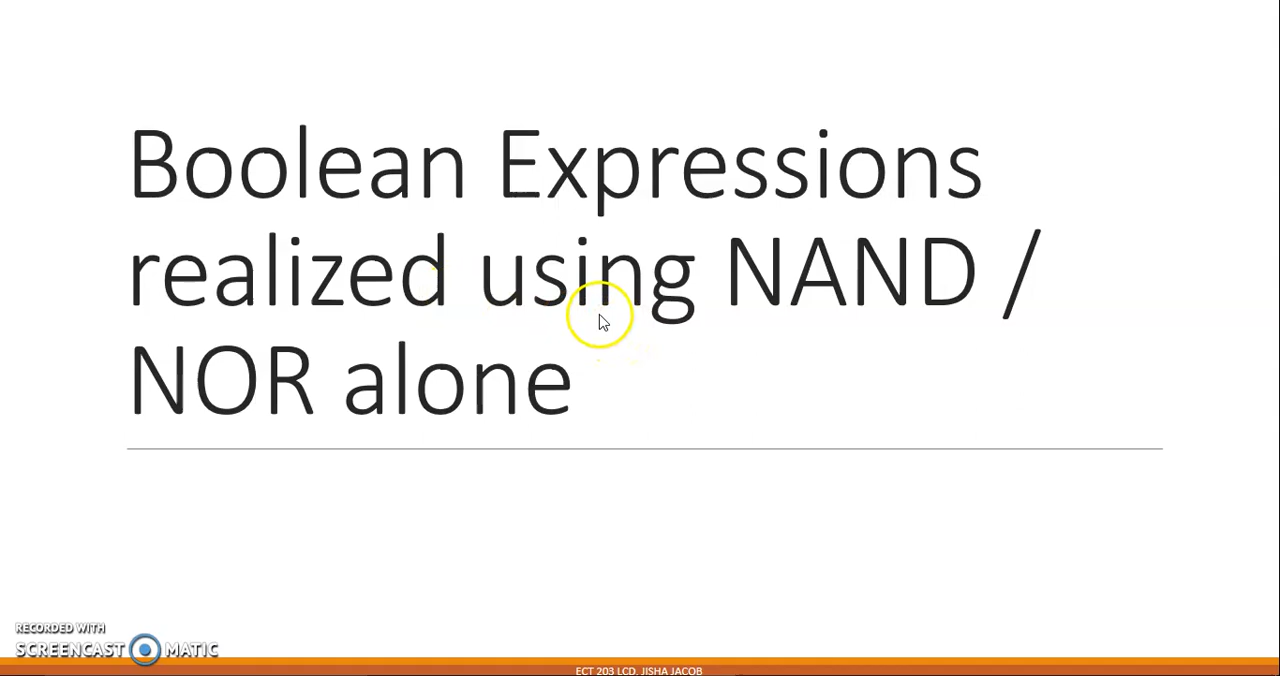 Boolean Expressions
realized using NAND /
NOR alone
RECORDED WITH
SCREENCAST MATIC
ECT 203 LCD, JISHA JACOB